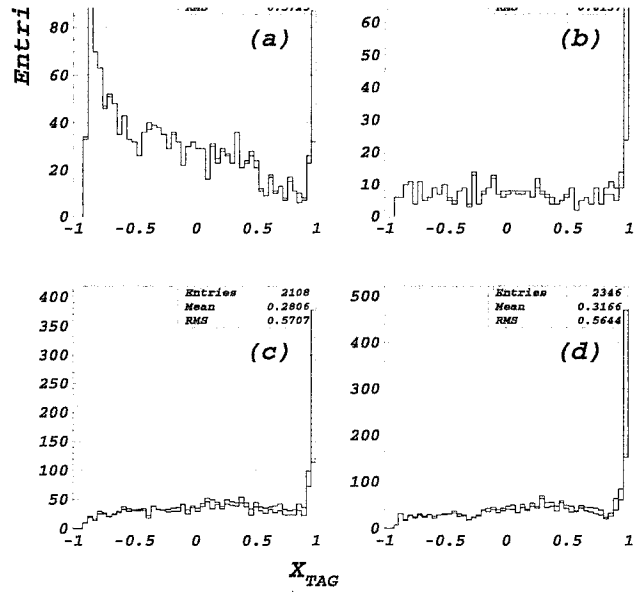 Entri
(a)
80
60
40
20
0
-1 -0.5 0 0.5 1
(b)
60
50
40
30
20
10
0
-1 -0.5 0 0.5 1
Entries 2108
Mean 0.2806
RMS 0.5707
(c)
400
350
300
250
200
150
100
50
0
-1 -0.5 0 0.5 1
Entries 2346
Mean 0.3166
RMS 0.5644
(d)
500
400
300
200
100
0
-1 -0.5 0 0.5 1
X_TAG